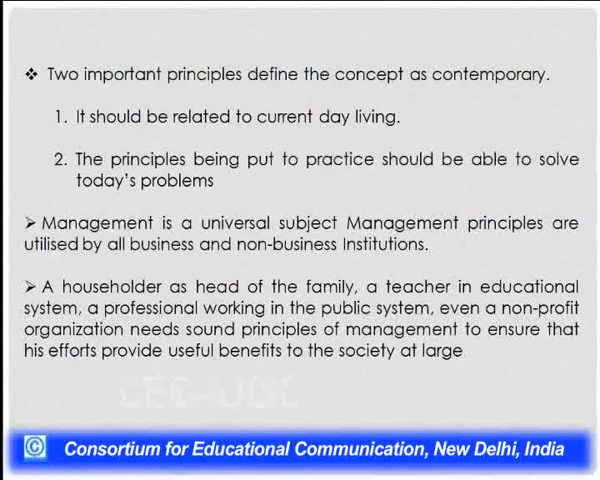 ❖ Two important principles define the concept as contemporary.
1. It should be related to current day living.
2. The principles being put to practice should be able to solve
today's problems
➢ Management is a universal subject Management principles are
utilised by all business and non-business Institutions.
➢ A householder as head of the family, a teacher in educational
system, a professional working in the public system, even a non-profit
organization needs sound principles of management to ensure that
his efforts provide useful benefits to the society at large
CEC-UGC
© Consortium for Educational Communication, New Delhi, India